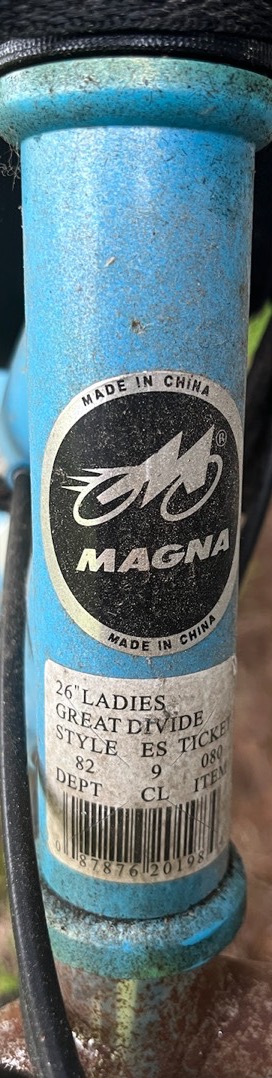 MADE IN CHINA
®
MAGNA
MADE IN CHINA
26" LADIES
GREAT DIVIDE
STYLE ES TICKET
82 9 080
DEPT CL ITEM
0 87876 20198